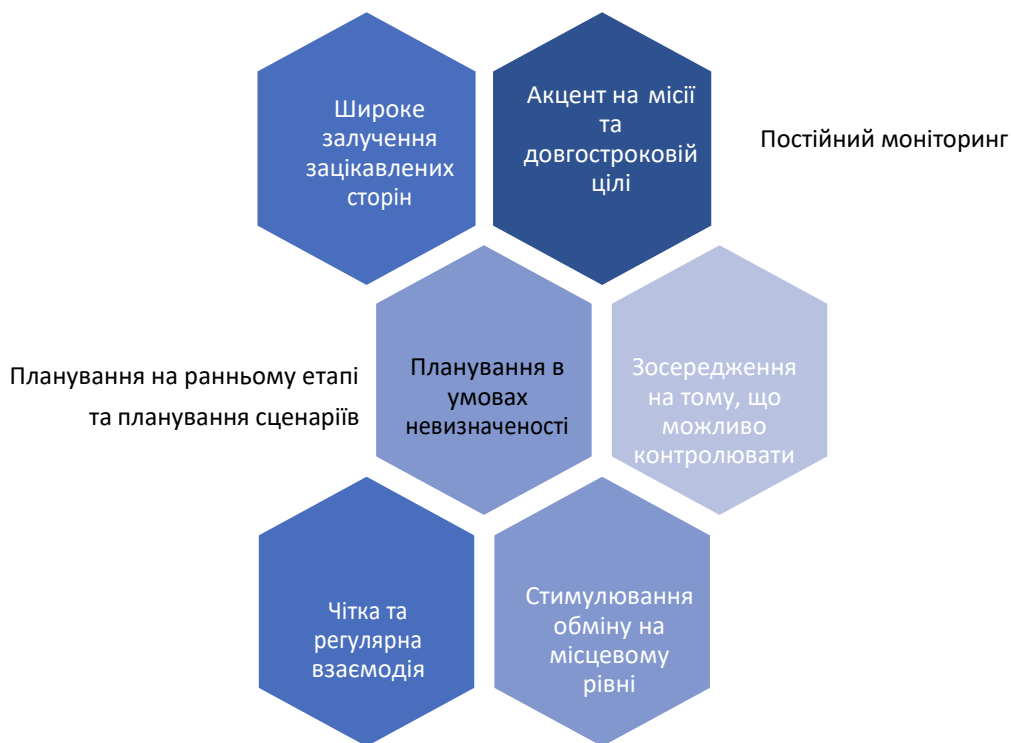 Широке
залучення
зацікавлених
сторін
Акцент на місії
та
довгостроковій
цілі
Постійний моніторинг
Планування на ранньому етапі
та планування сценаріїв
Планування в
умовах
невизначеності
Зосередження
на тому, що
можливо
контролювати
Чітка та
регулярна
взаємодія
Стимулювання
обміну на
місцевому
рівні